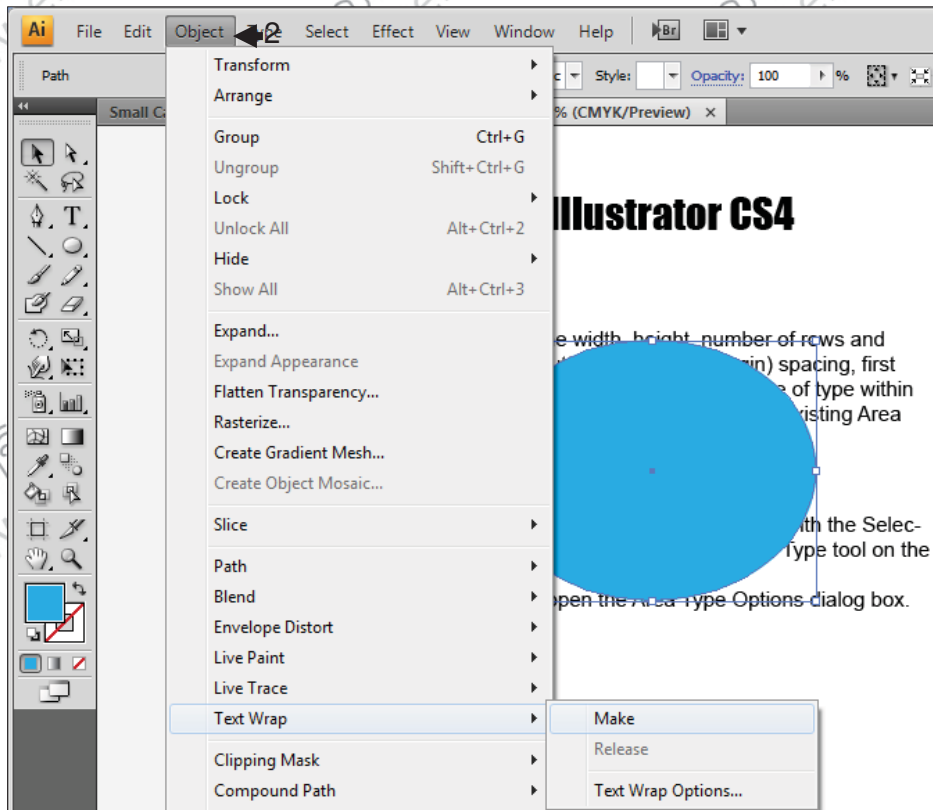 Ai File Edit Object 2 Select Effect View Window Help Br
Path Style: Opacity: 100 %
Small % (CMYK/Preview) ×
Transform
Arrange
Group Ctrl+G
Ungroup Shift+Ctrl+G
Lock
Unlock All Alt+Ctrl+2
Hide
Show All Alt+Ctrl+3
Expand...
Expand Appearance
Flatten Transparency...
Rasterize...
Create Gradient Mesh...
Create Object Mosaic...
Slice
Path
Blend
Envelope Distort
Live Paint
Live Trace
Text Wrap
Clipping Mask
Compound Path
Make
Release
Text Wrap Options...
Illustrator CS4
width, height, number of rows and
spacing, first
of type within
Area
the Selec-
Type tool on the
open the Area Type Options dialog box.